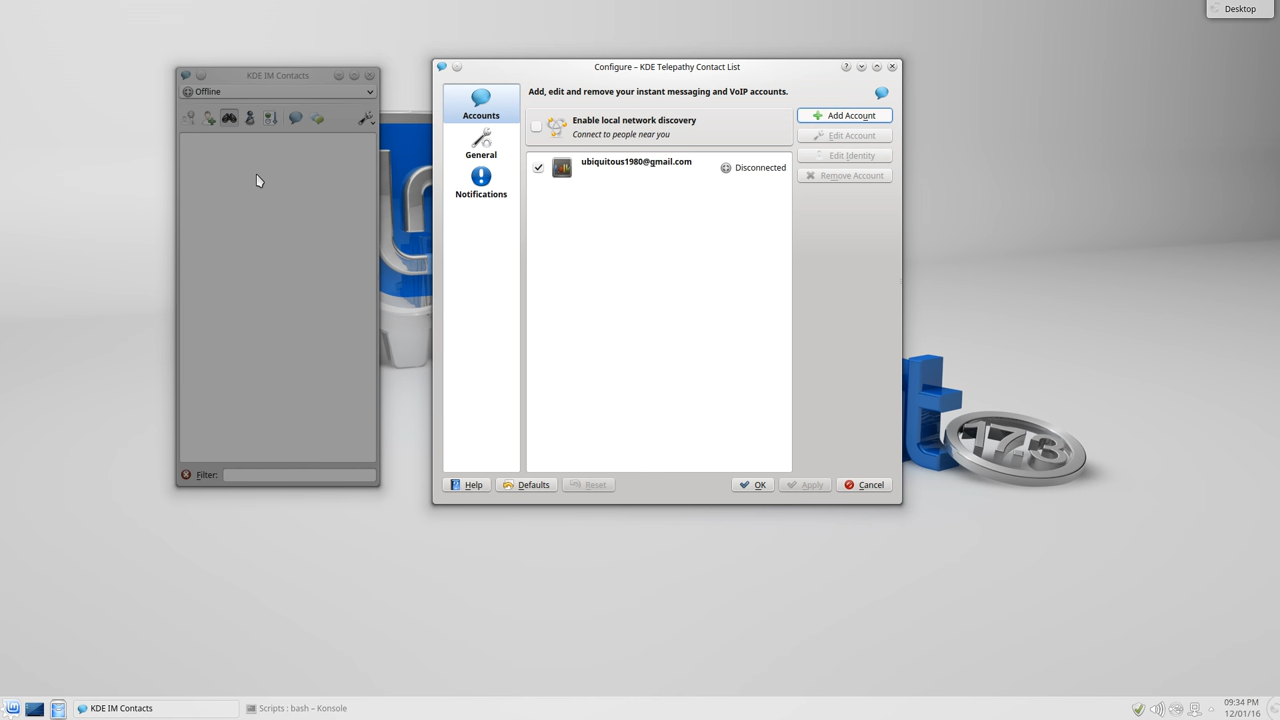 Desktop
KDE IM Contacts
Offline
Filter:
Configure – KDE Telepathy Contact List
Accounts
General
Notifications
Add, edit and remove your instant messaging and VoIP accounts.
Enable local network discovery
Connect to people near you
ubiquitous1980@gmail.com
Disconnected
Add Account
Edit Account
Edit Identity
Remove Account
Help
Defaults
Reset
OK
Apply
Cancel
t
17.3
KDE IM Contacts
Scripts : bash – Konsole
09:34 PM
12/01/16